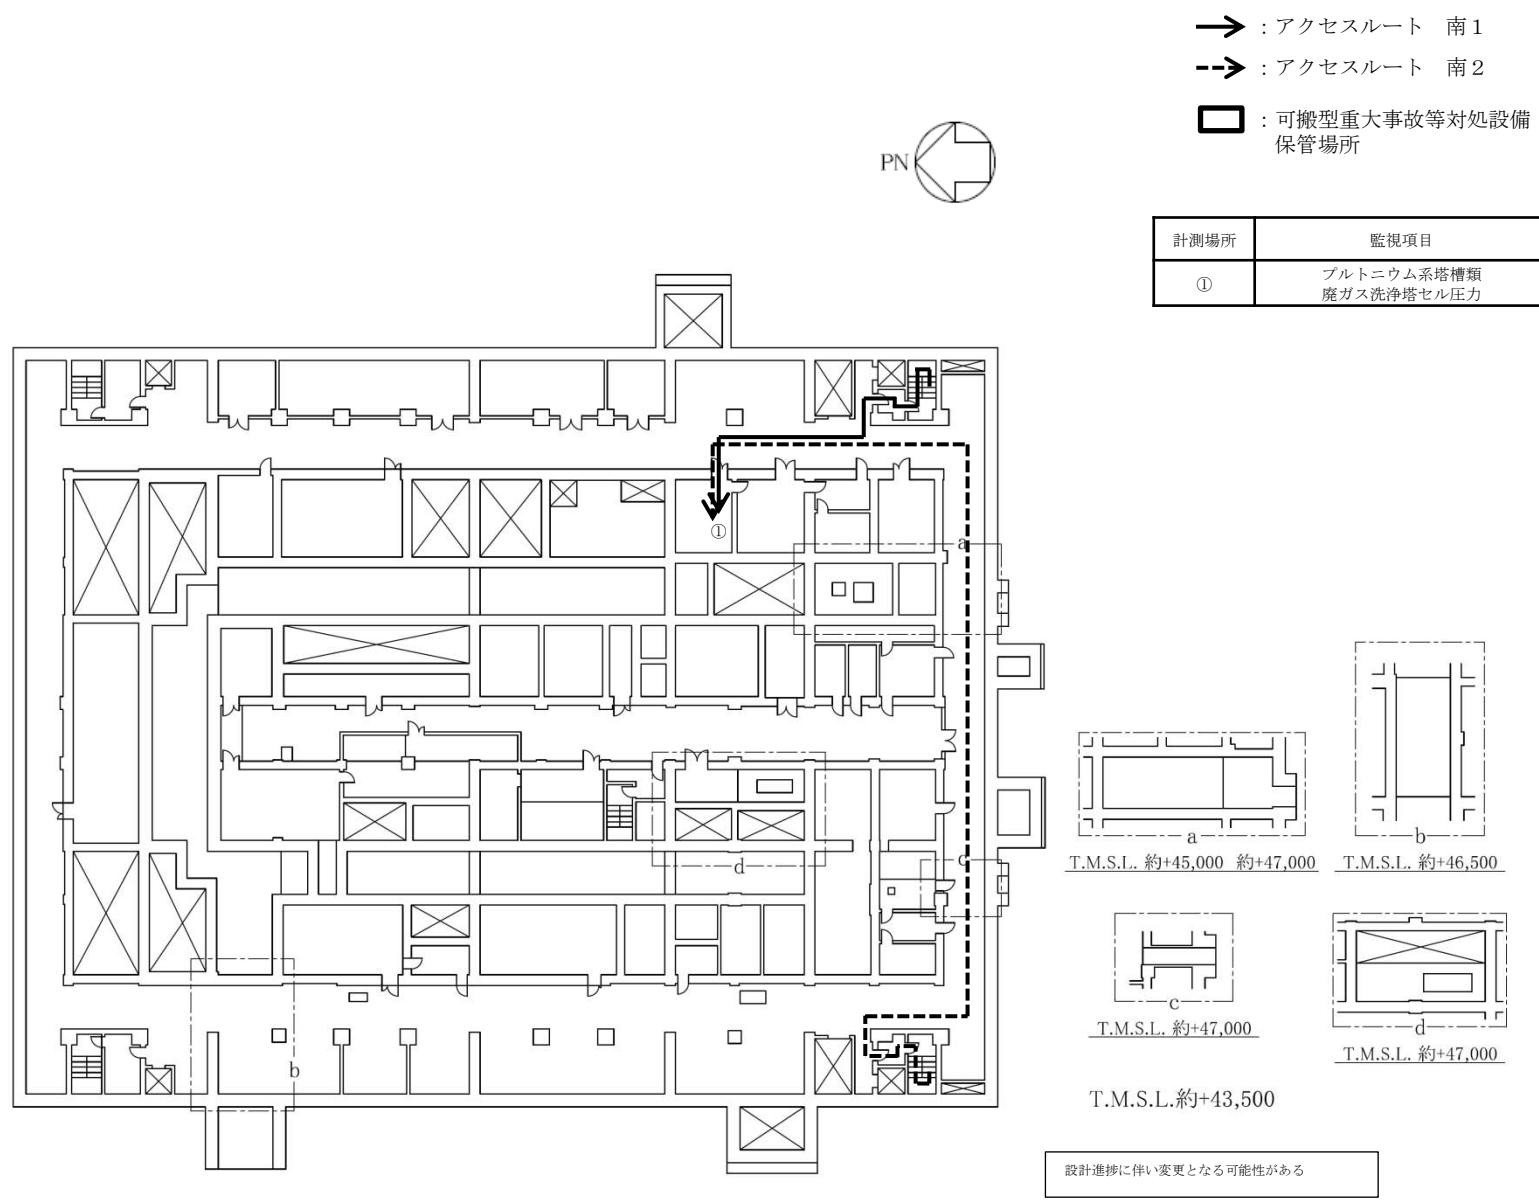 ：アクセスルート　南１
：アクセスルート　南２
：可搬型重大事故等対処設備
保管場所
PN
計測場所
監視項目
①
プルトニウム系塔槽類
廃ガス洗浄塔セル圧力
①
a
d
c
b
a
T.M.S.L. 約+45,000 約+47,000
b
T.M.S.L. 約+46,500
c
T.M.S.L. 約+47,000
d
T.M.S.L. 約+47,000
T.M.S.L.約+43,500
設計進捗に伴い変更となる可能性がある